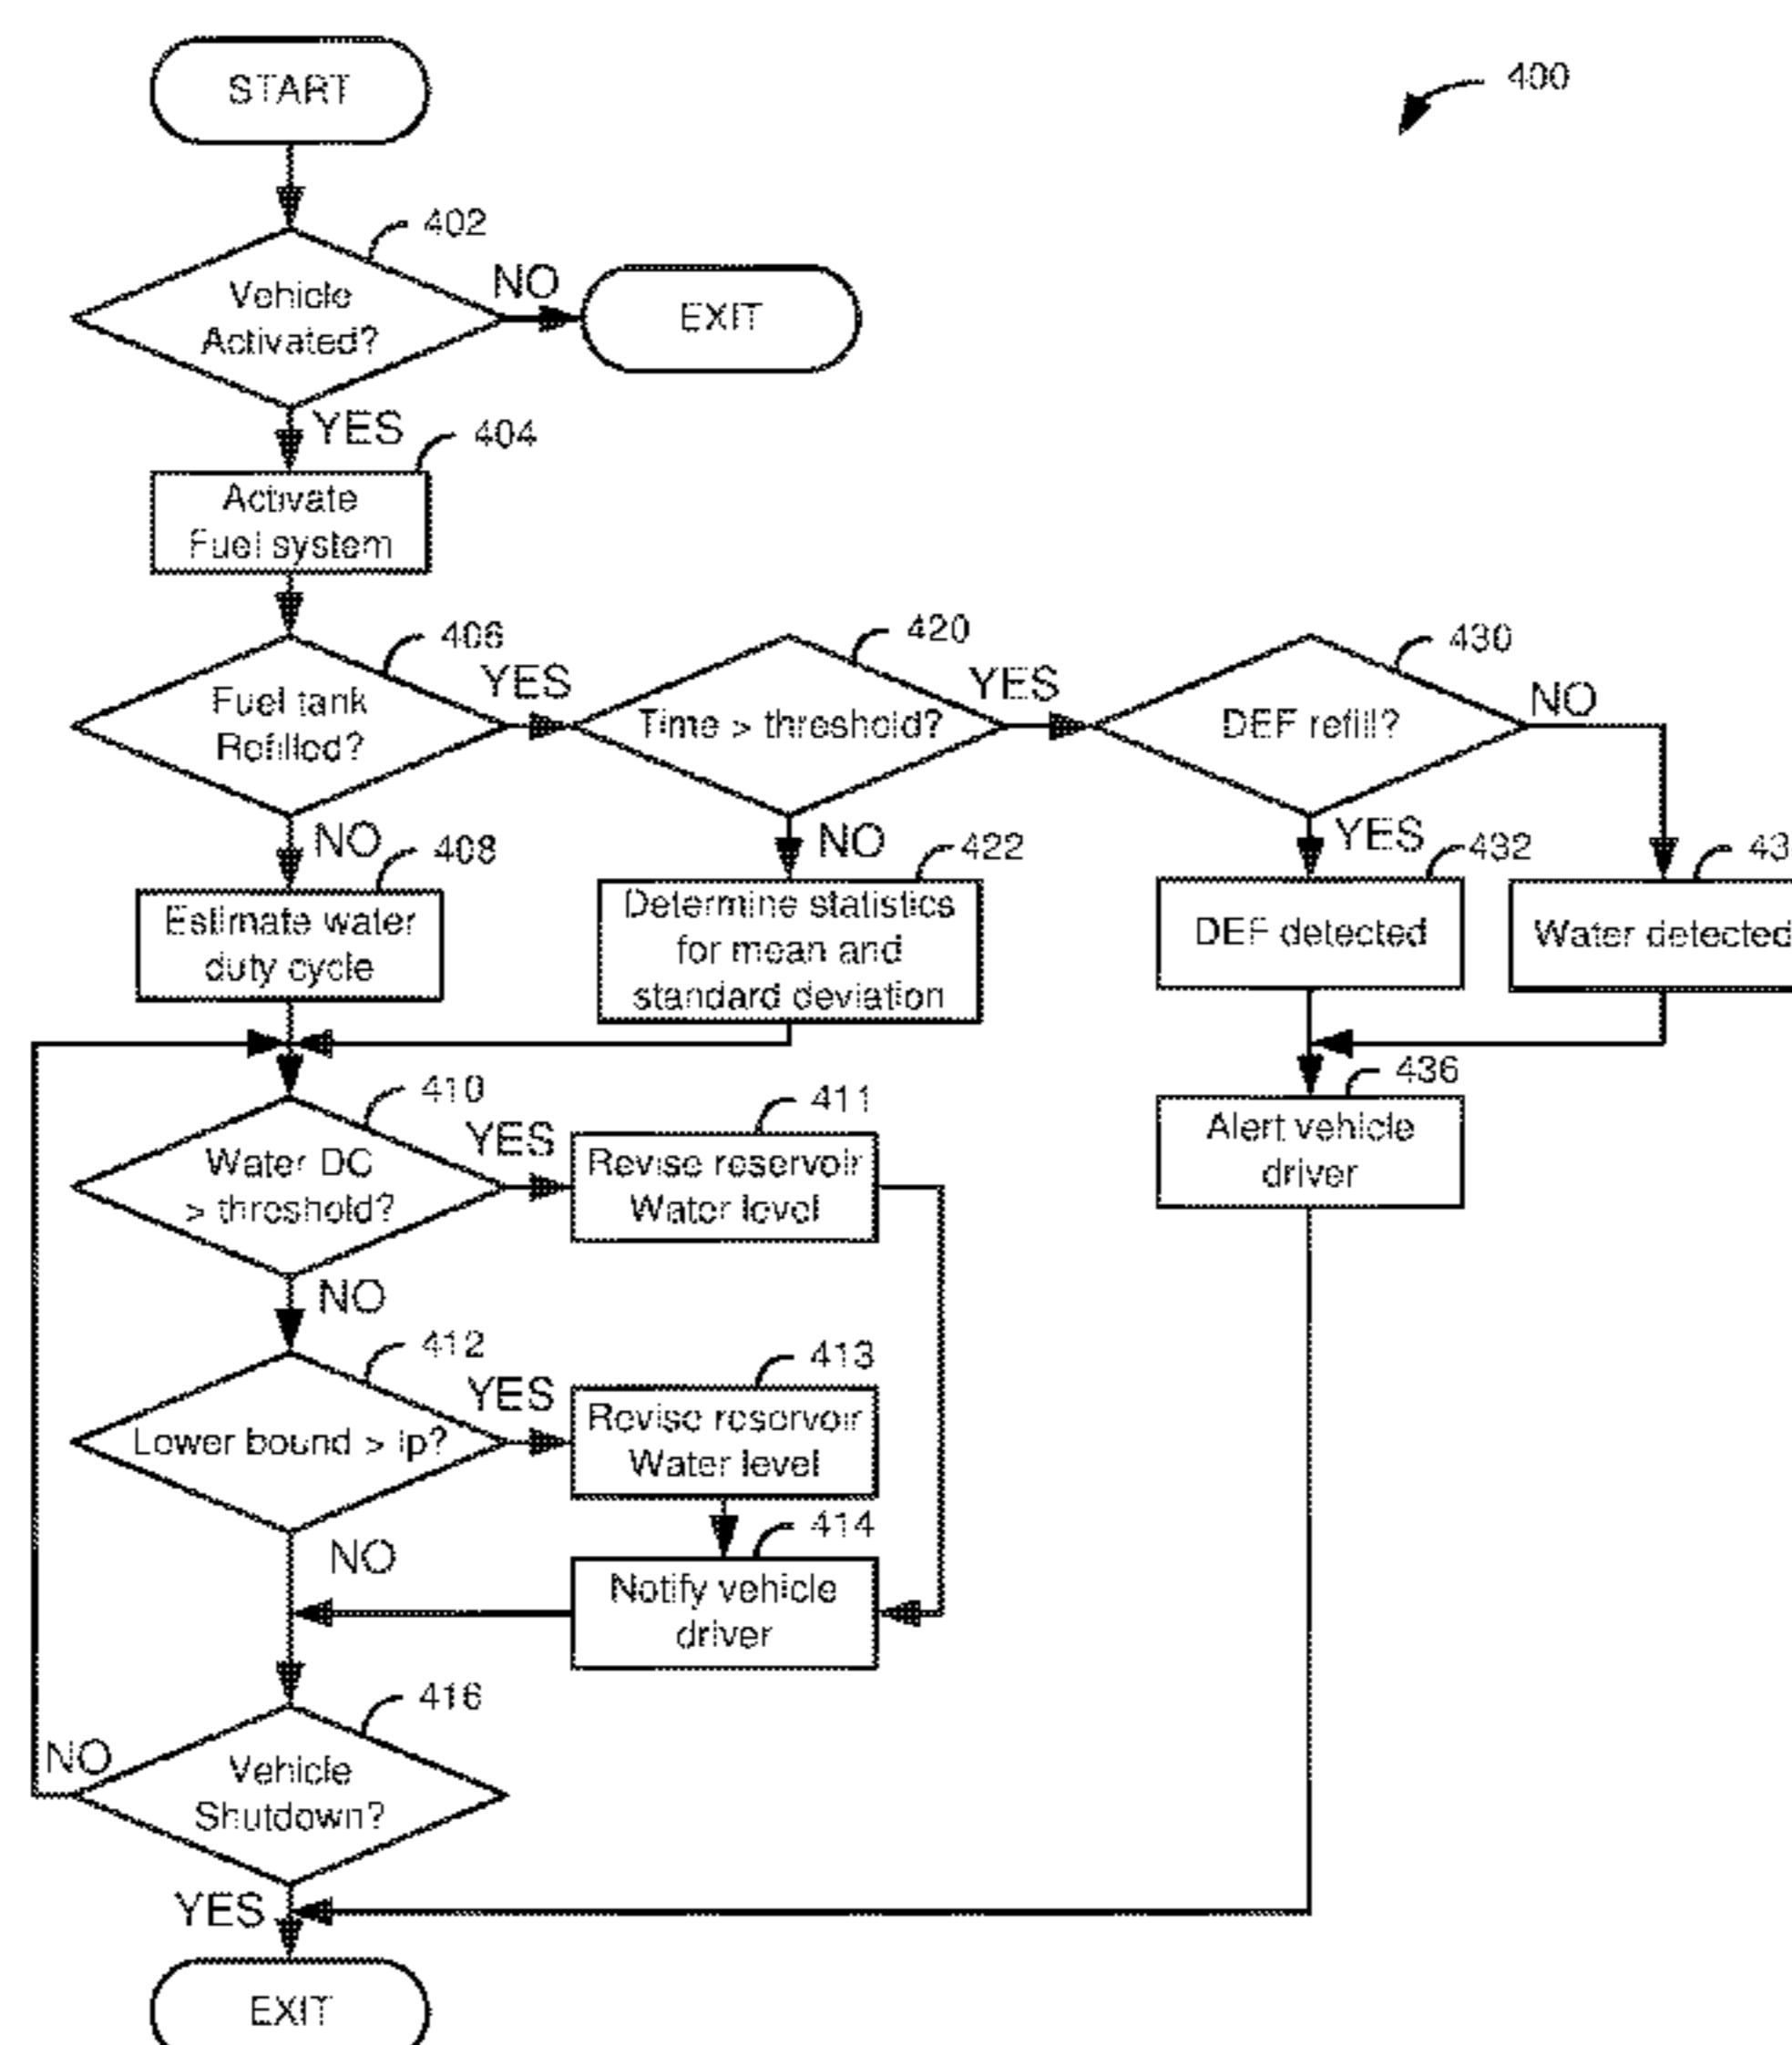 START
400
402
Vehicle
Activated?
NO
EXIT
YES
404
Activate
Fuel system
406
Fuel tank
Refilled?
YES
420
Time > threshold?
YES
430
DEF refill?
NO
NO
408
Estimate water
duty cycle
NO
422
Determine statistics
for mean and
standard deviation
YES
432
DEF detected
43
Water detected
410
Water DC
> threshold?
YES
411
Revise reservoir
Water level
436
Alert vehicle
driver
NO
412
Lower bound > Ip?
YES
413
Revise reservoir
Water level
NO
414
Notify vehicle
driver
416
Vehicle
Shutdown?
NO
YES
EXIT